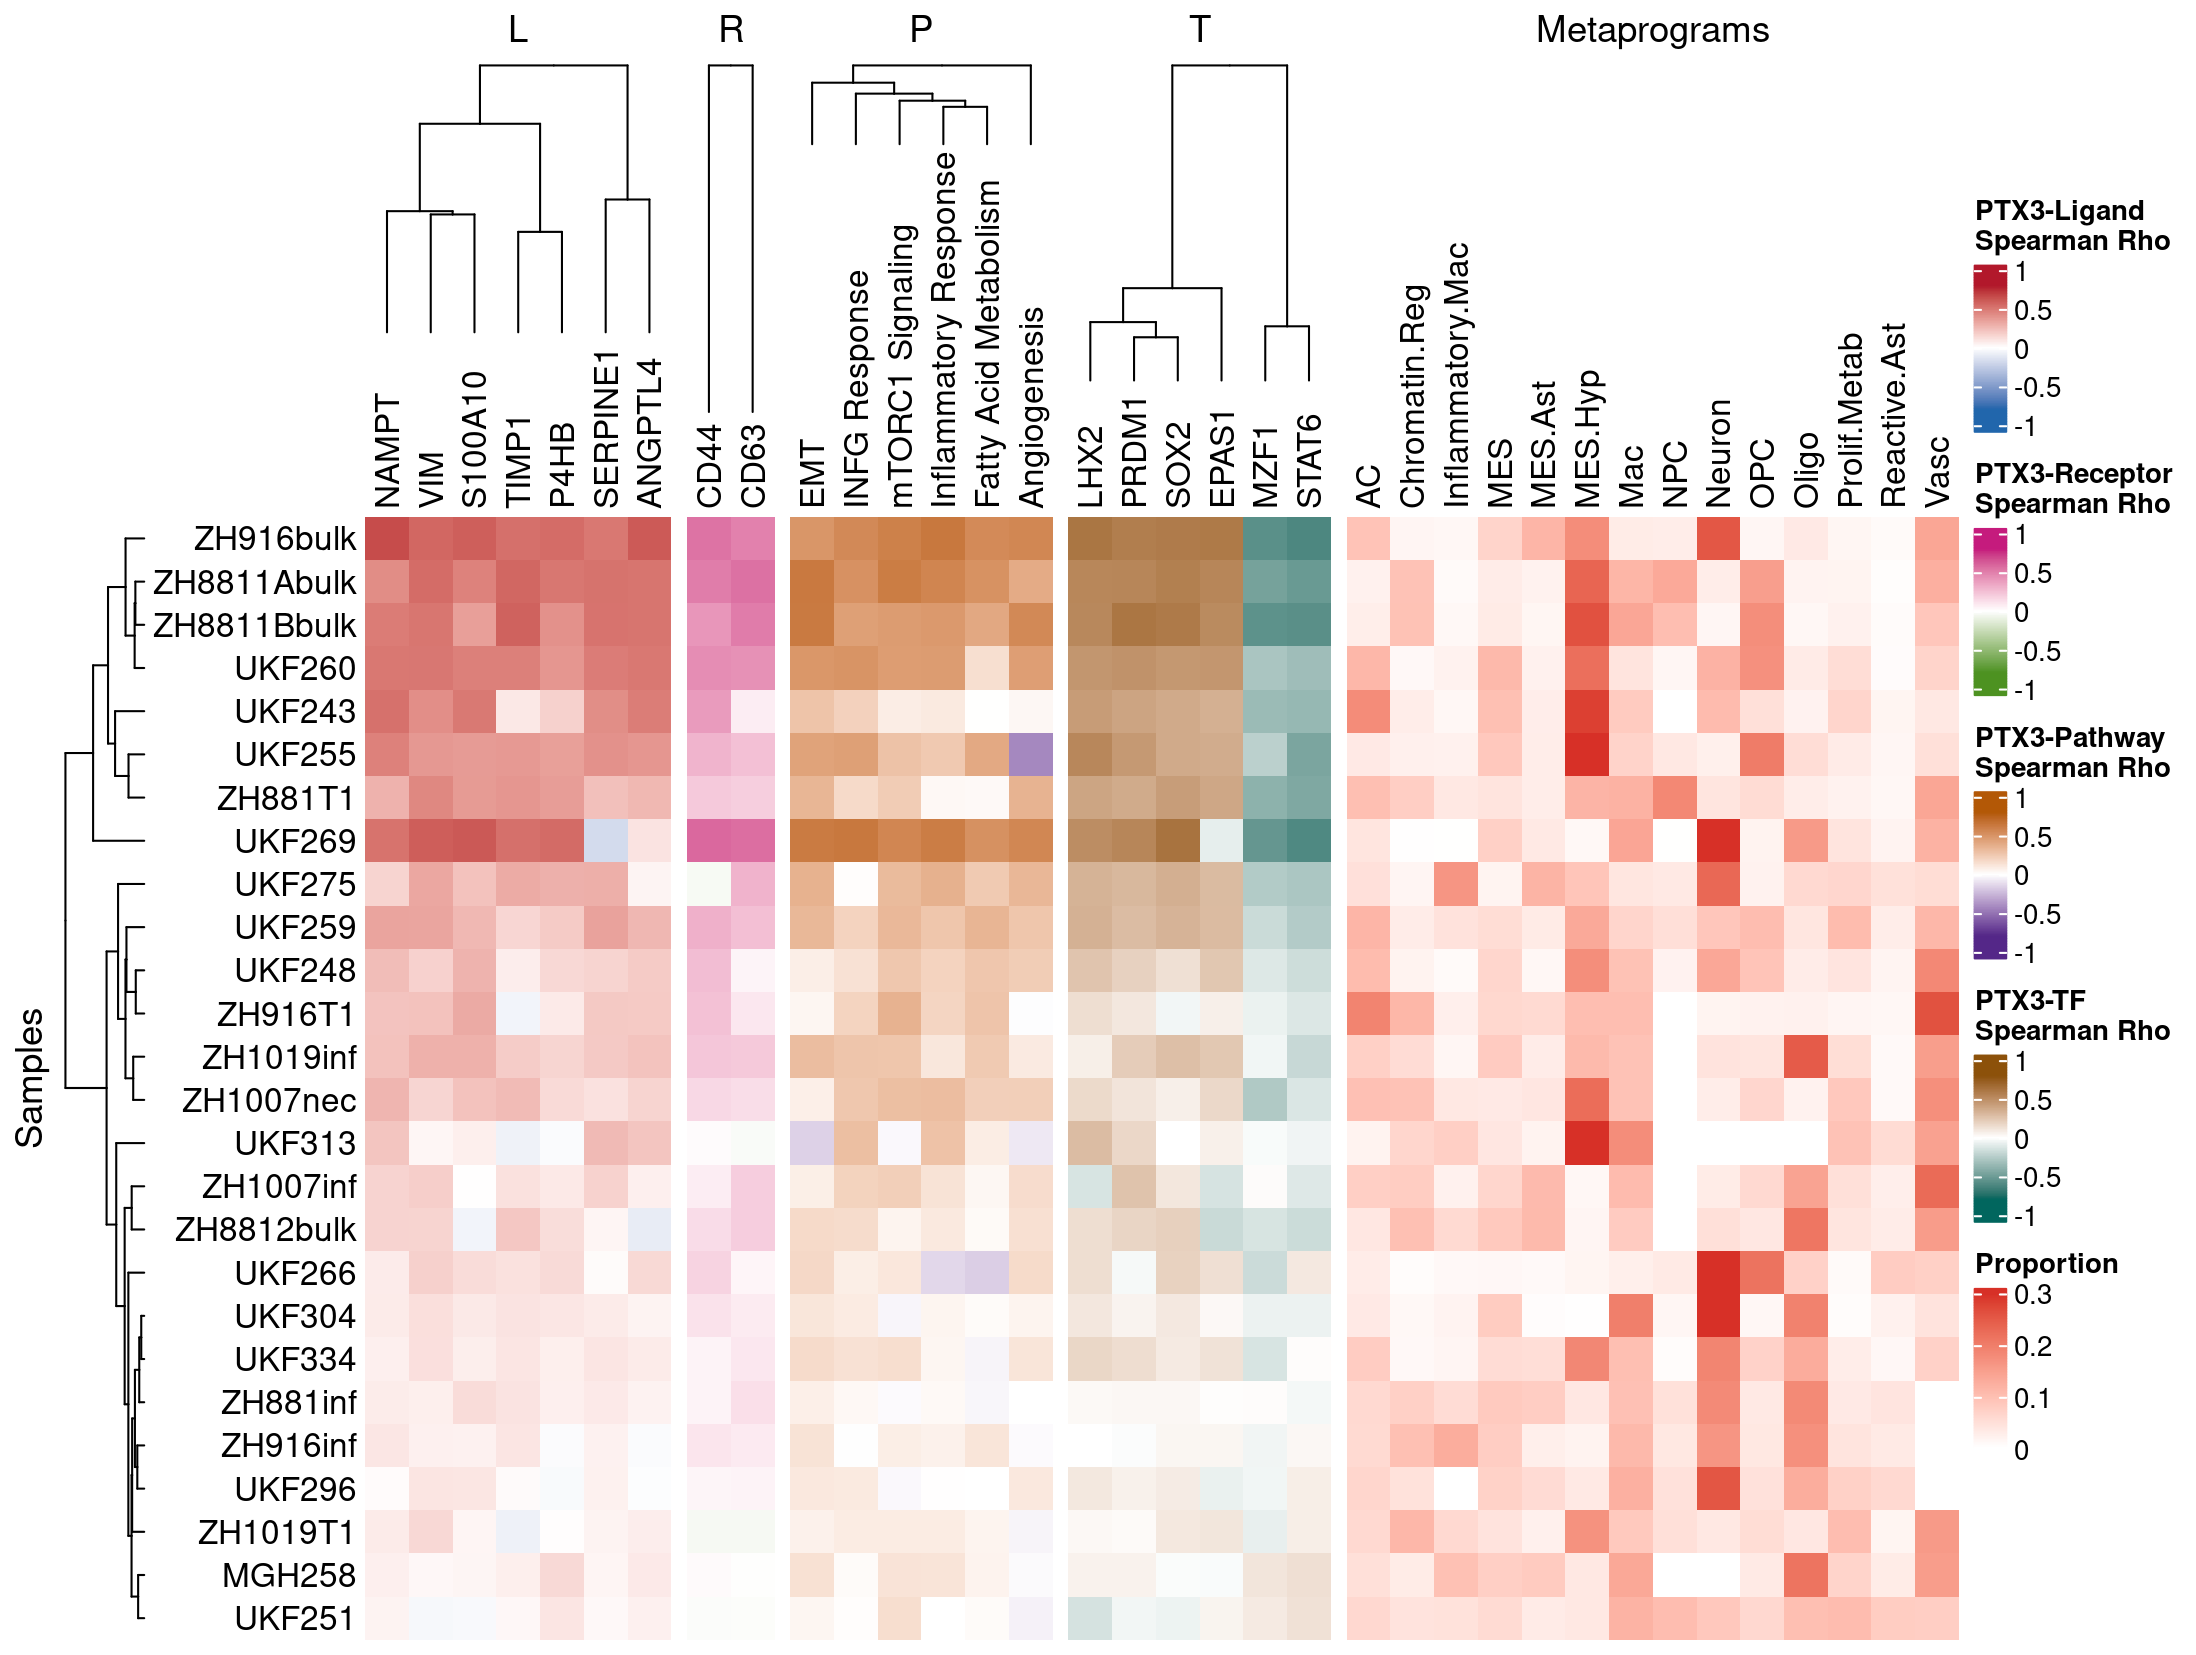 L
R
P
T
Metaprograms
NAMPT
VIM
S100A10
TIMP1
P4HB
SERPINE1
ANGPTL4
CD44
CD63
EMT
INFG Response
mTORC1 Signaling
Inflammatory Response
Fatty Acid Metabolism
Angiogenesis
LHX2
PRDM1
SOX2
EPAS1
MZF1
STAT6
AC
Chromatin.Reg
Inflammatory.Mac
MES
MES.Ast
MES.Hyp
Mac
NPC
Neuron
OPC
Oligo
Prolif.Metab
Reactive.Ast
Vasc
Samples
ZH916bulk
ZH8811Abulk
ZH8811Bbulk
UKF260
UKF243
UKF255
ZH881T1
UKF269
UKF275
UKF259
UKF248
ZH916T1
ZH1019inf
ZH1007nec
UKF313
ZH1007inf
ZH8812bulk
UKF266
UKF304
UKF334
ZH881inf
ZH916inf
UKF296
ZH1019T1
MGH258
UKF251
PTX3-Ligand
Spearman Rho
1
0.5
0
-0.5
-1
PTX3-Receptor
Spearman Rho
1
0.5
0
-0.5
-1
PTX3-Pathway
Spearman Rho
1
0.5
0
-0.5
-1
PTX3-TF
Spearman Rho
1
0.5
0
-0.5
-1
Proportion
0.3
0.2
0.1
0